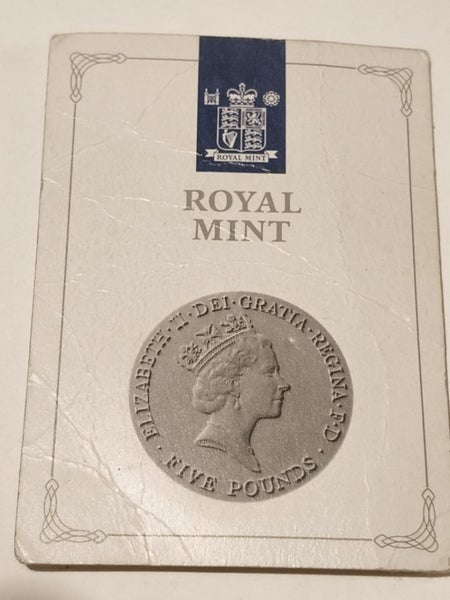 ROYAL MINT
ROYAL
MINT
ELIZABETH·II·DEI·GRATIA·REGINA·F·D·
FIVE POUNDS·